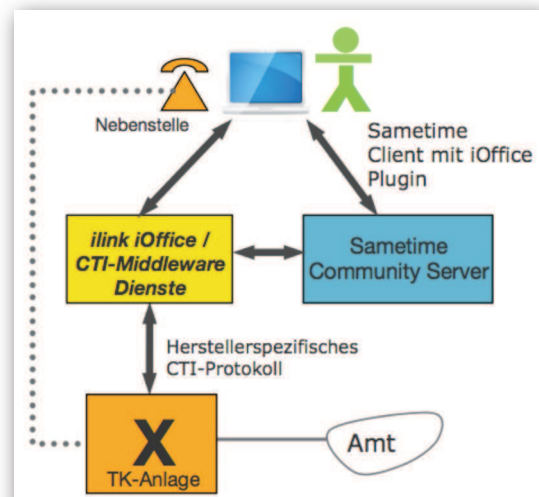 Nebenstelle
Sametime
Client mit iOffice
Plugin
ilink iOffice /
CTI-Middleware
Dienste
Sametime
Community Server
Herstellerspezifisches
CTI-Protokoll
X
TK-Anlage
Amt